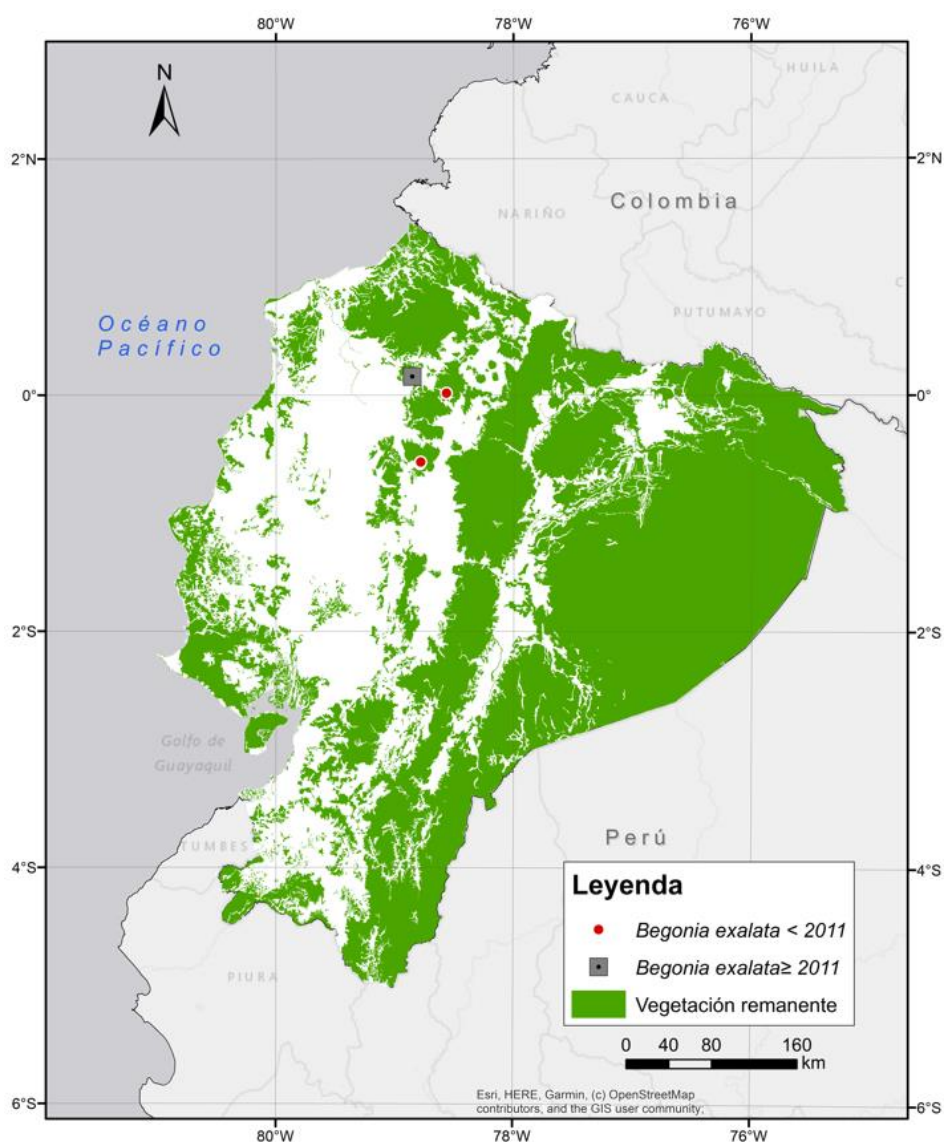 80°W 78°W 76°W
N
HUILA
CAUCA
2°N 2°N
Colombia
NARIÑO
PUTUMAYO
Océano
Pacífico
0° 0°
2°S 2°S
Golfo de
Guayaquil
Perú
TUMBES
4°S 4°S
Leyenda
Begonia exalata < 2011
Begonia exalata≥ 2011
Vegetación remanente
PIURA
0 40 80 160
km
Esri, HERE, Garmin, (c) OpenStreetMap
contributors, and the GIS user community;
6°S 6°S
80°W 78°W 76°W